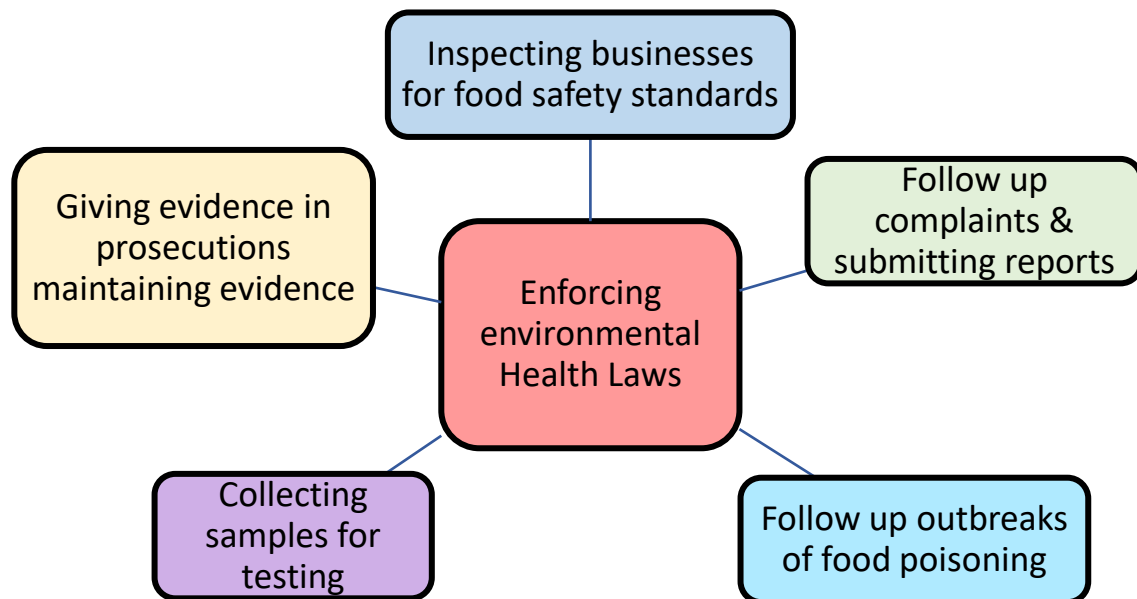 Inspecting businesses
for food safety standards
Giving evidence in
prosecutions
maintaining evidence
Follow up
complaints &
submitting reports
Enforcing
environmental
Health Laws
Collecting
samples for
testing
Follow up outbreaks
of food poisoning